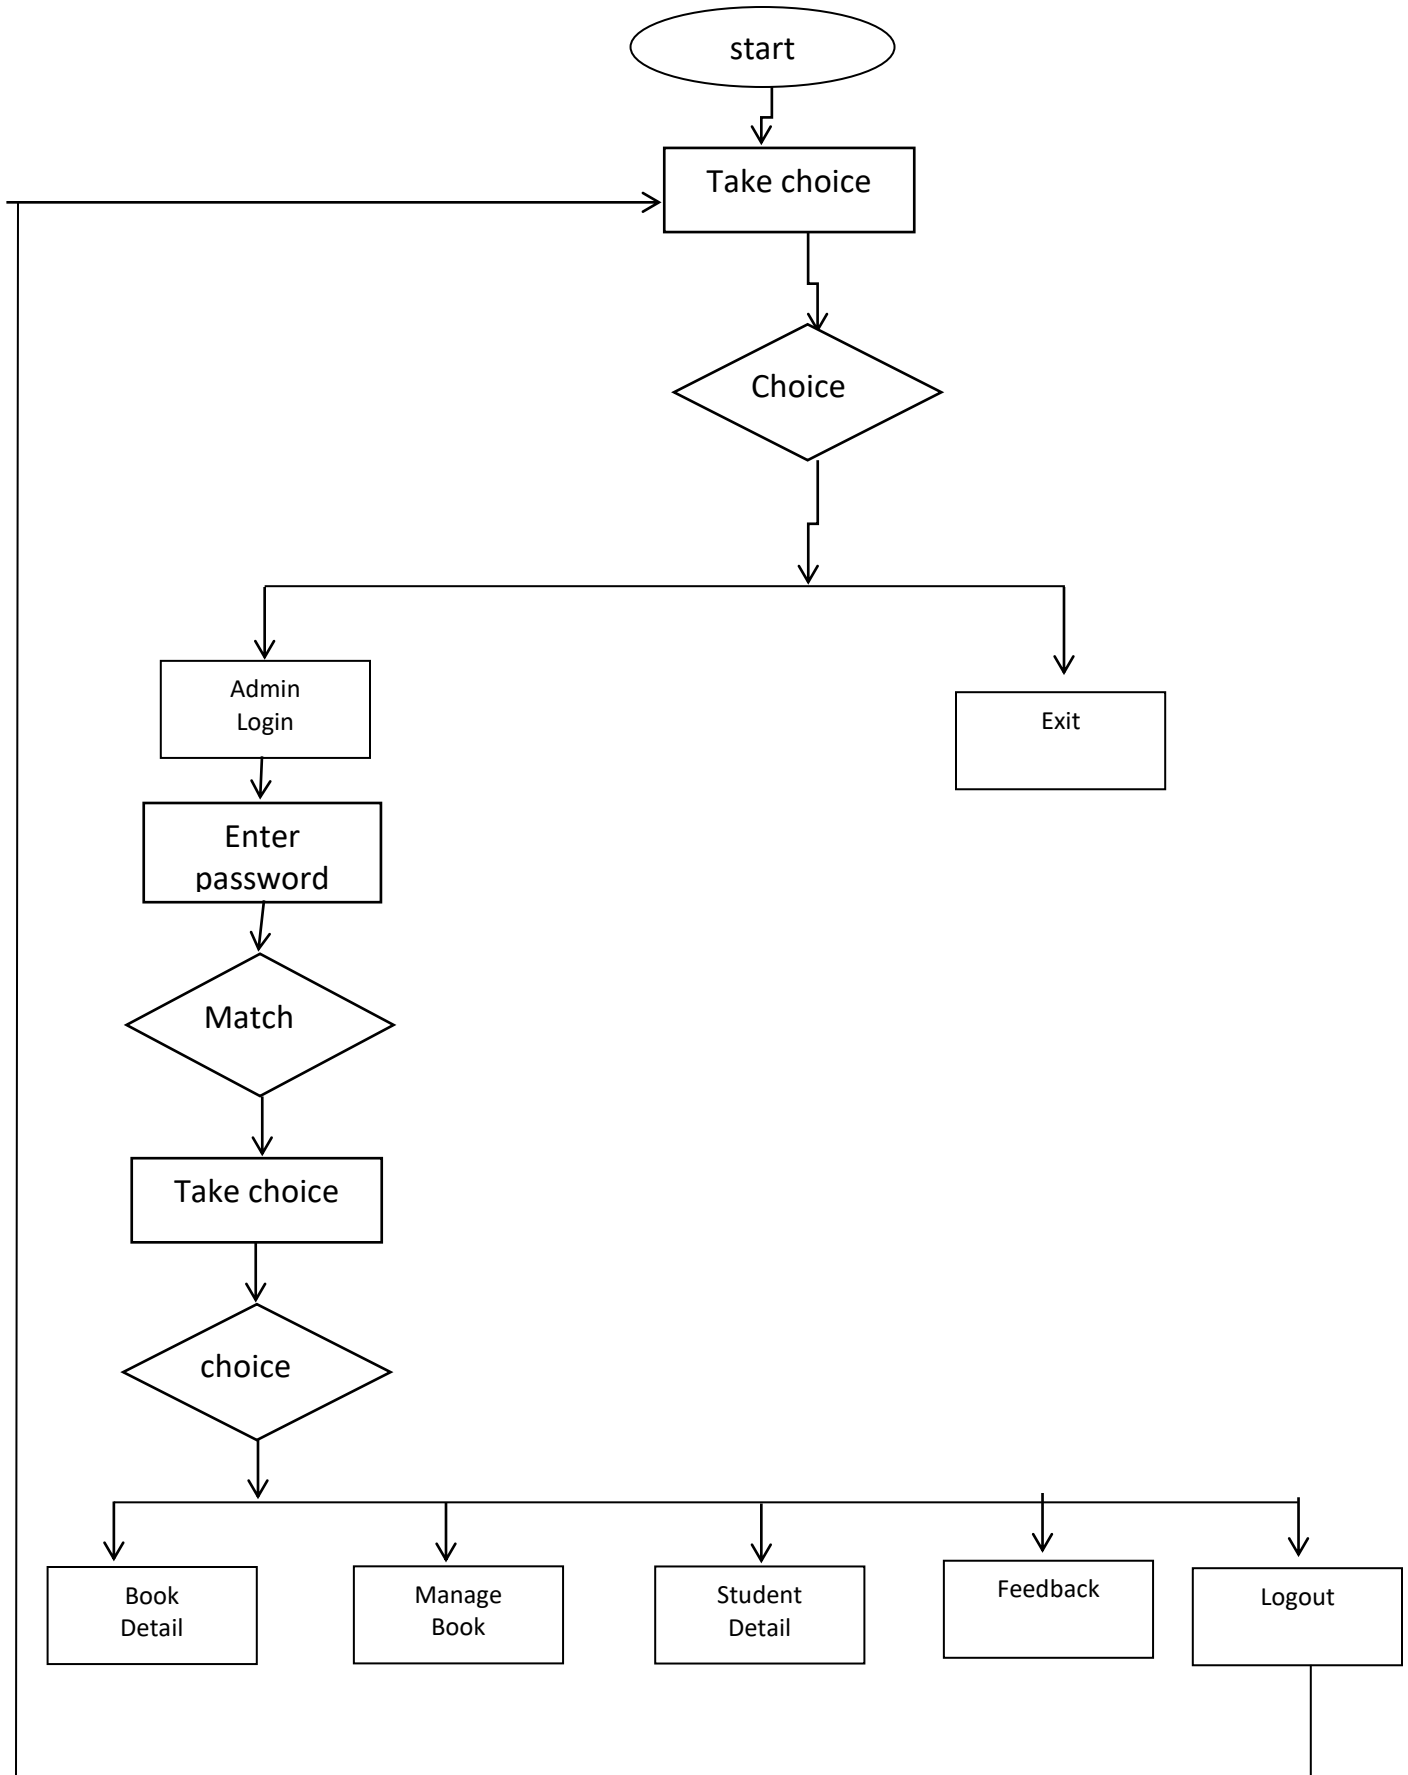 start
Take choice
Choice
Admin
Login
Exit
Enter
password
Match
Take choice
choice
Book
Detail
Manage
Book
Student
Detail
Feedback
Logout